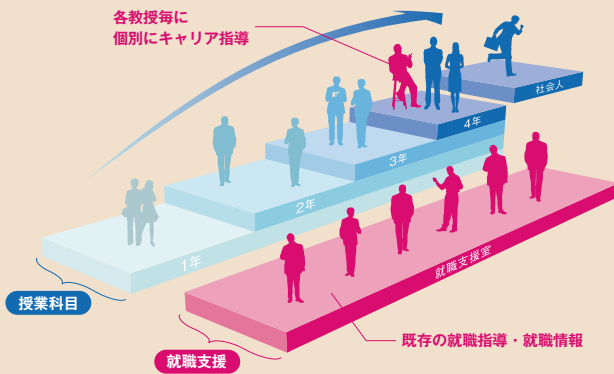 各教授毎に
個別にキャリア指導
社会人
4年
3年
2年
1年
就職支援室
授業科目
既存の就職指導・就職情報
就職支援